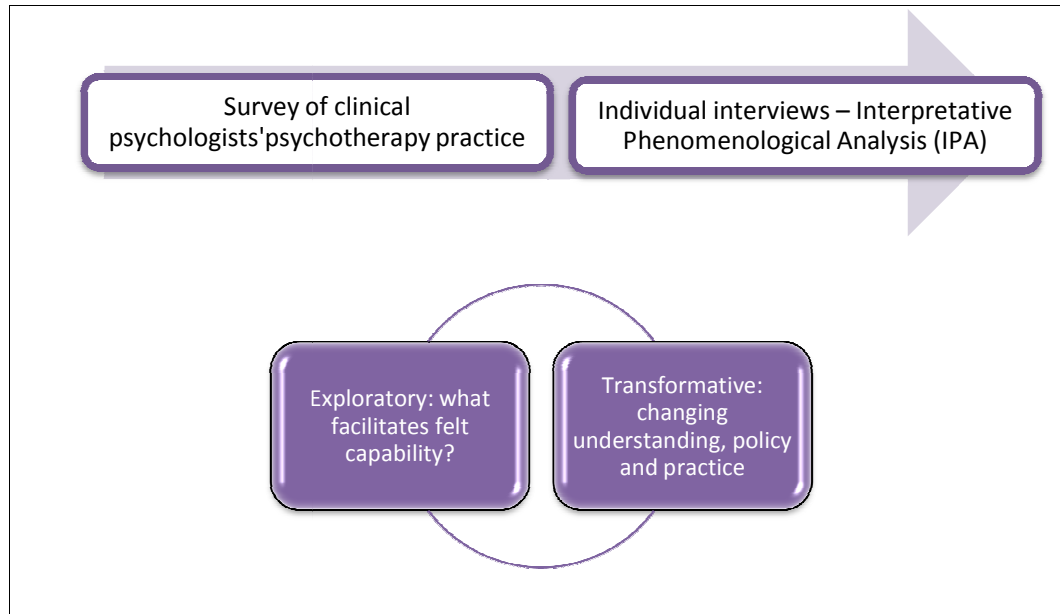 Survey of clinical
psychologists'psychotherapy practice
Individual interviews – Interpretative
Phenomenological Analysis (IPA)
Exploratory: what
facilitates felt
capability?
Transformative:
changing
understanding, policy
and practice